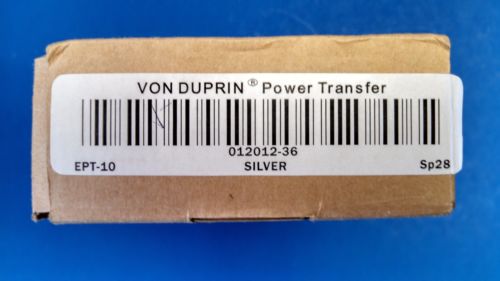 VON DUPRIN® Power Transfer
012012-36
EPT-10 SILVER Sp28